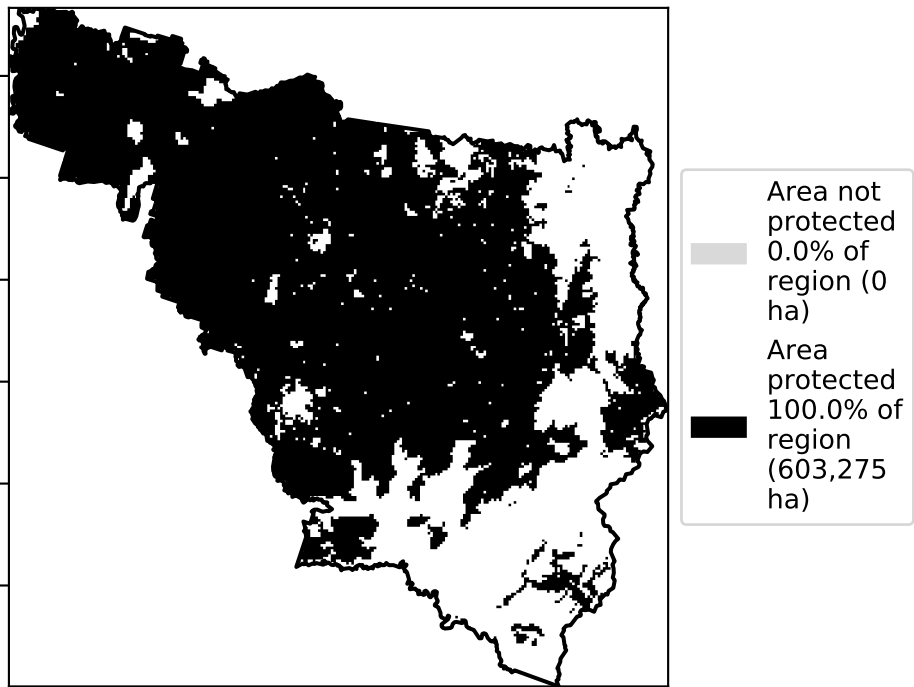 Area not
protected
0.0% of
region (0
ha)
Area
protected
100.0% of
region
(603,275
ha)